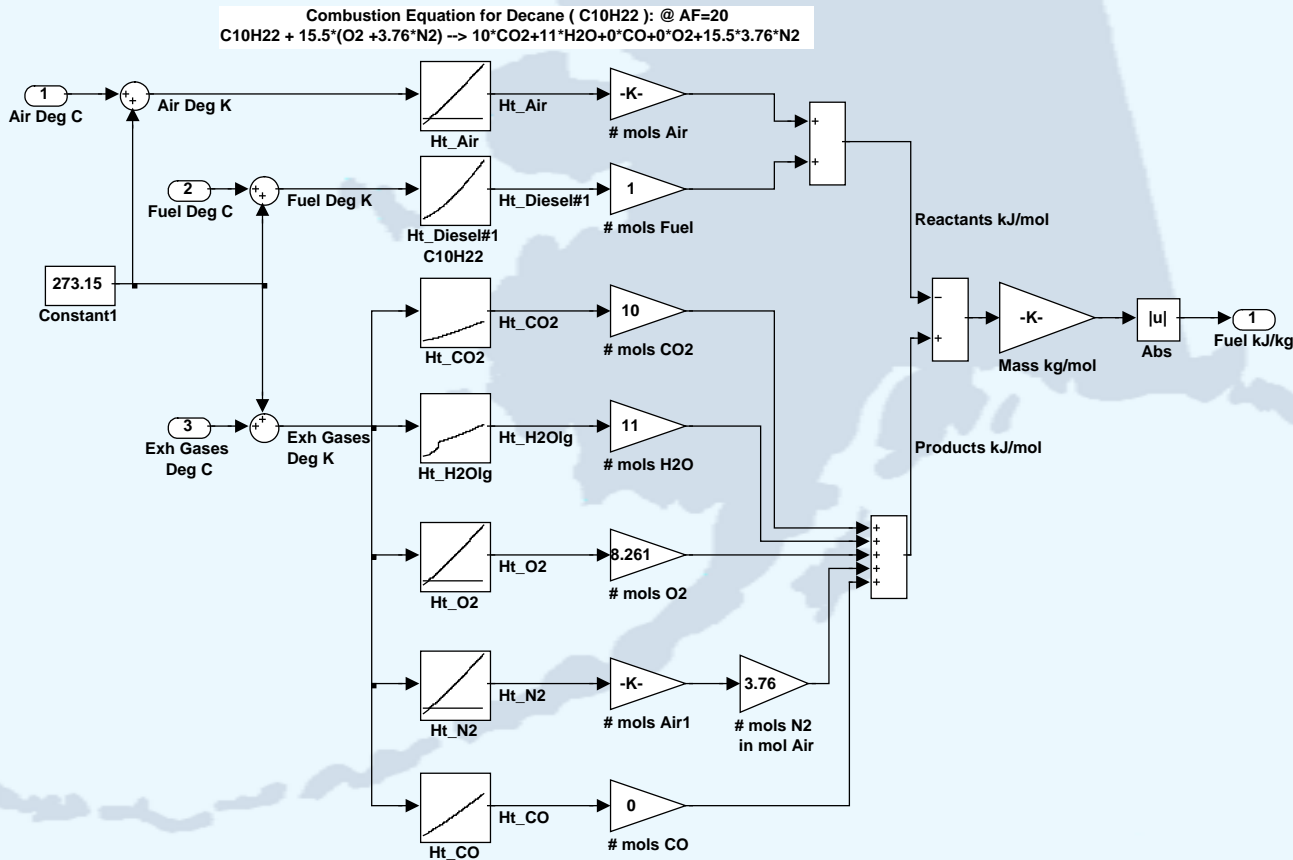 Combustion Equation for Decane ( C10H22 ): @ AF=20
C10H22 + 15.5*(O2 +3.76*N2) --> 10*CO2+11*H2O+0*CO+0*O2+15.5*3.76*N2
1
Air Deg C
+
+
Air Deg K
Ht_Air
Ht_Air
-K-
# mols Air
+
+
2
Fuel Deg C
+
+
Fuel Deg K
Ht_Diesel#1
C10H22
Ht_Diesel#1
1
# mols Fuel
Reactants kJ/mol
273.15
Constant1
Ht_CO2
Ht_CO2
10
# mols CO2
−
+
-K-
Mass kg/mol
|u|
Abs
1
Fuel kJ/kg
3
Exh Gases
Deg C
+
+
Exh Gases
Deg K
Ht_H2Olg
Ht_H2Olg
11
# mols H2O
Products kJ/mol
Ht_O2
Ht_O2
8.261
# mols O2
+
+
+
+
+
Ht_N2
Ht_N2
-K-
# mols Air1
3.76
# mols N2
in mol Air
Ht_CO
Ht_CO
0
# mols CO